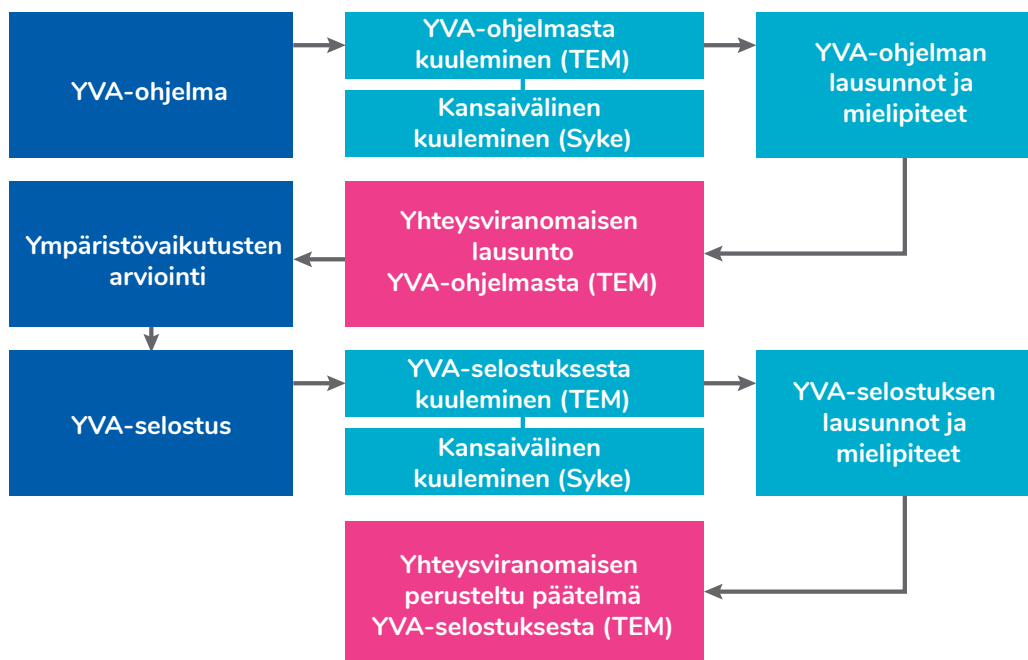 YVA-ohjelma
YVA-ohjelmasta
kuuleminen (TEM)
Kansaivälinen
kuuleminen (Syke)
YVA-ohjelman
lausunnot ja
mielipiteet
Ympäristövaikutusten
arviointi
Yhteysviranomaisen
lausunto
YVA-ohjelmasta (TEM)
YVA-selostus
YVA-selostuksesta
kuuleminen (TEM)
Kansaivälinen
kuuleminen (Syke)
YVA-selostuksen
lausunnot ja
mielipiteet
Yhteysviranomaisen
perusteltu päätelmä
YVA-selostuksesta (TEM)